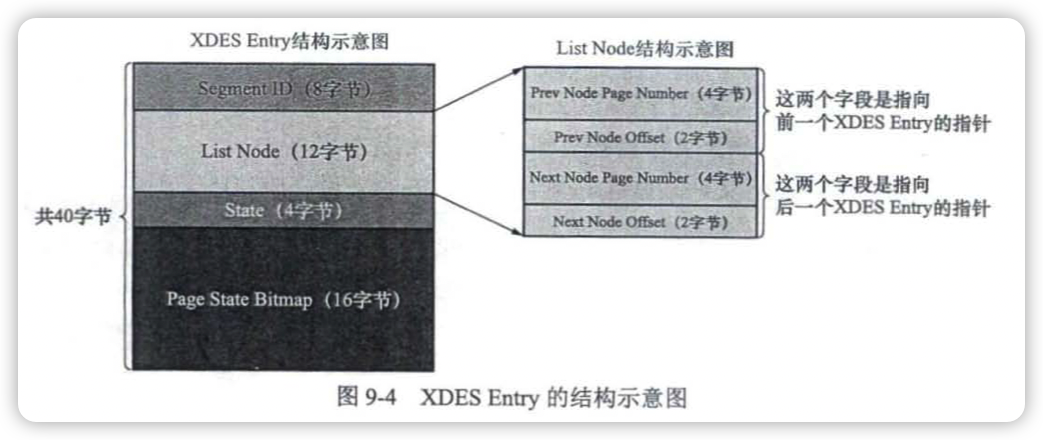 XDES Entry结构示意图
Segment ID（8字节）
List Node（12字节）
共40字节
State（4字节）
Page State Bitmap（16字节）
List Node结构示意图
Prev Node Page Number（4字节）
Prev Node Offset（2字节）
这两个字段是指向
前一个XDES Entry的指针
Next Node Page Number（4字节）
Next Node Offset（2字节）
这两个字段是指向
后一个XDES Entry的指针
图 9-4 XDES Entry 的结构示意图